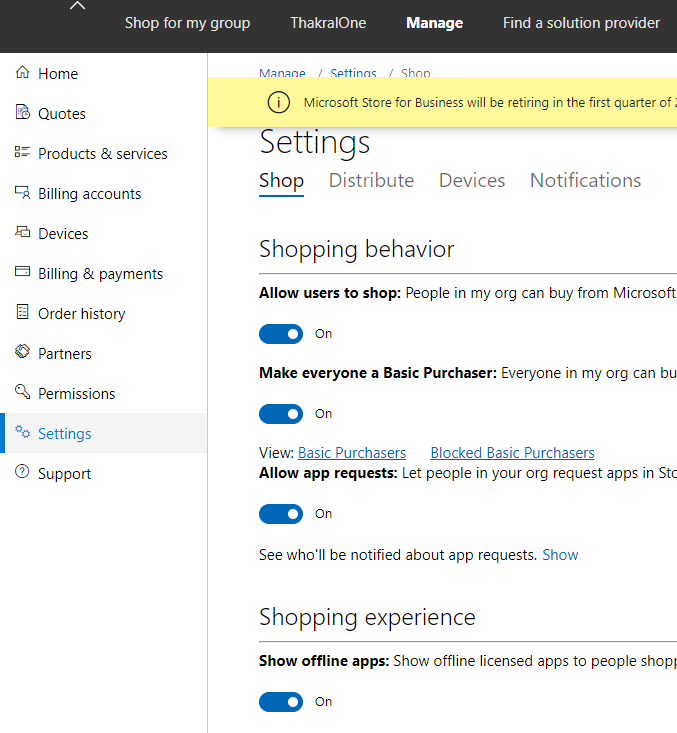 Shop for my group ThakralOne Manage Find a solution provider
Home
Quotes
Products & services
Billing accounts
Devices
Billing & payments
Order history
Partners
Permissions
Settings
Support
Manage / Settings / Shop
Microsoft Store for Business will be retiring in the first quarter of
Settings
Shop Distribute Devices Notifications
Shopping behavior
Allow users to shop: People in my org can buy from Microsoft
On
Make everyone a Basic Purchaser: Everyone in my org can bu
On
View: Basic Purchasers Blocked Basic Purchasers
Allow app requests: Let people in your org request apps in Sto
On
See who'll be notified about app requests. Show
Shopping experience
Show offline apps: Show offline licensed apps to people shopp
On